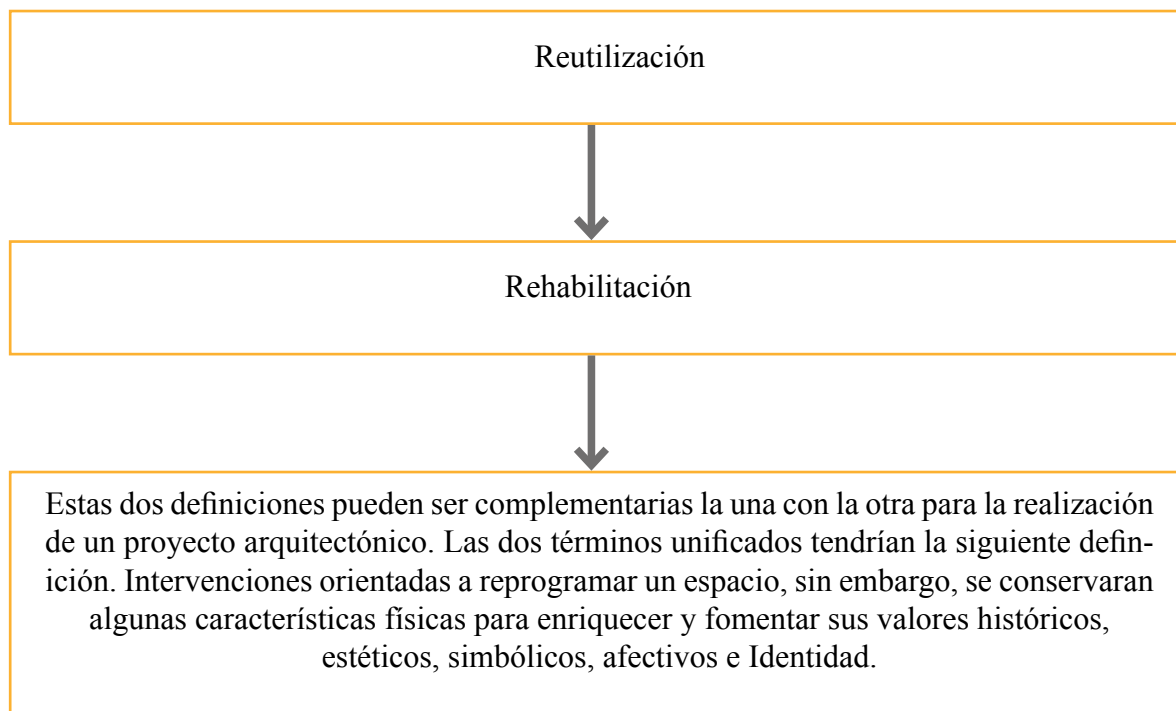 Reutilización
Rehabilitación
Estas dos definiciones pueden ser complementarias la una con la otra para la realización
de un proyecto arquitectónico. Las dos términos unificados tendrían la siguiente defin-
ición. Intervenciones orientadas a reprogramar un espacio, sin embargo, se conservaran
algunas características físicas para enriquecer y fomentar sus valores históricos,
estéticos, simbólicos, afectivos e Identidad.